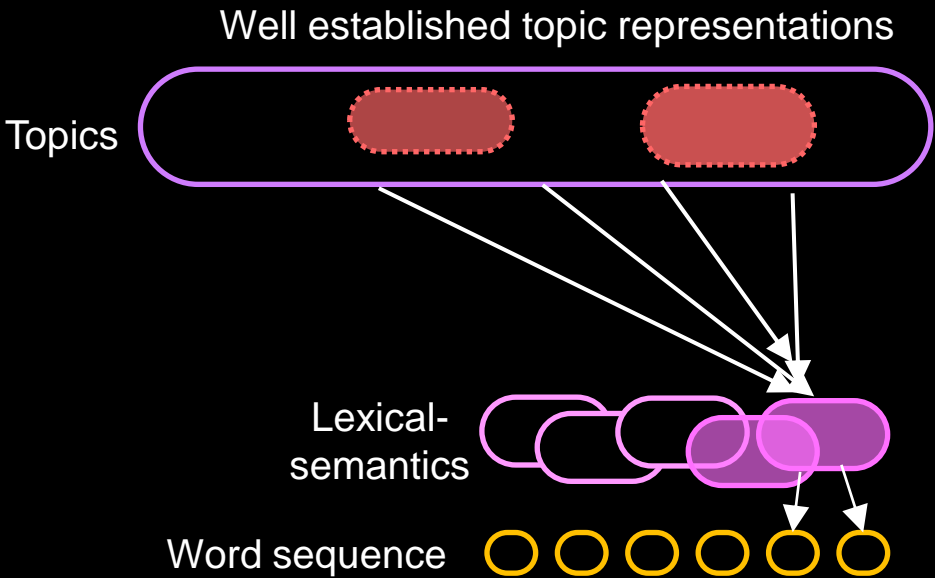 Well established topic representations
Topics
Lexical-
semantics
Word sequence